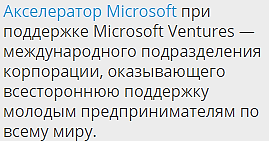 Акселератор Microsoft при
поддержке Microsoft Ventures —
международного подразделения
корпорации, оказывающего
всестороннюю поддержку
молодым предпринимателям по
всему миру.